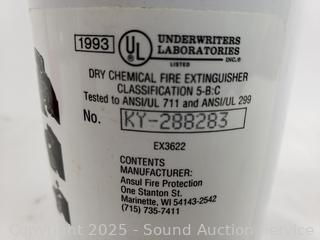 1993
UL
UNDERWRITERS
LABORATORIES
LISTED INC.®
DRY CHEMICAL FIRE EXTINGUISHER
CLASSIFICATION 5-B:C
Tested to ANSI/UL 711 and ANSI/UL 299
No. KY-288283
EX3622
CONTENTS
MANUFACTURER:
Ansul Fire Protection
One Stanton St.
Marinette, WI 54143-2542
(715) 735-7411
Copyright 2025 - Sound Auction Service